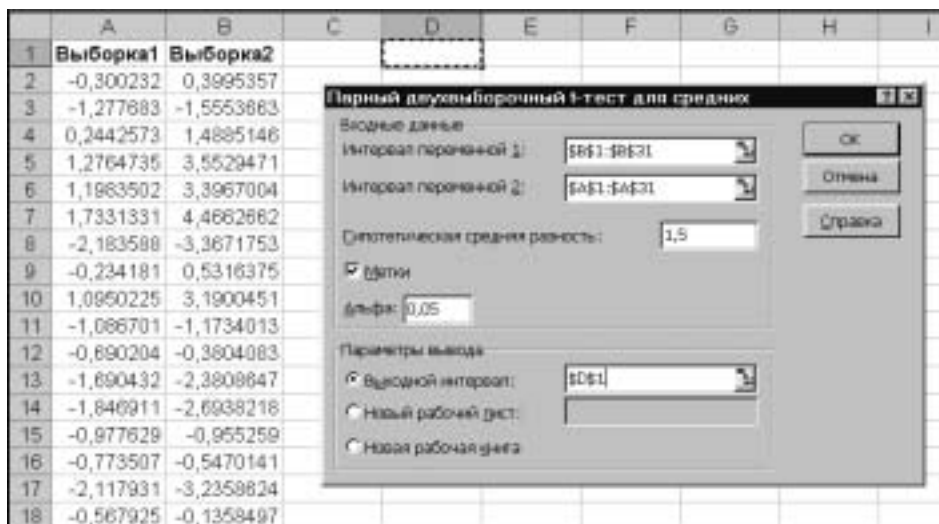 A B C D E F G H I
1 Выборка1 Выборка2
2 -0,300232 0,3995357
3 -1,277683 -1,5553663
4 0,2442573 1,4885146
5 1,2764735 3,5529471
6 1,1983502 3,3967004
7 1,7331331 4,4662662
8 -2,183588 -3,3671753
9 -0,234181 0,5316375
10 1,0950225 3,1900451
11 -1,086701 -1,1734013
12 -0,690204 -0,3804083
13 -1,690432 -2,3808647
14 -1,846911 -2,6938218
15 -0,977629 -0,955259
16 -0,773507 -0,5470141
17 -2,117931 -3,2358624
18 -0,567925 -0,1358497
Парный двухвыборочный t-тест для средних
Входные данные
Интервал переменной 1: $B$1:$B$31
Интервал переменной 2: $A$1:$A$31
Гипотетическая средняя разность: 1,5
Метки
Альфа: 0,05
Параметры вывода
Выходной интервал: $D$1
Новый рабочий лист:
Новая рабочая книга
ОК
Отмена
Справка